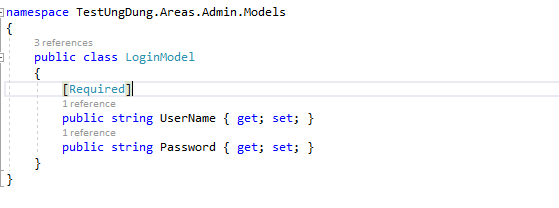 namespace TestUngDung.Areas.Admin.Models
{
3 references
public class LoginModel
{
[Required]
1 reference
public string UserName { get; set; }
1 reference
public string Password { get; set; }
}
}